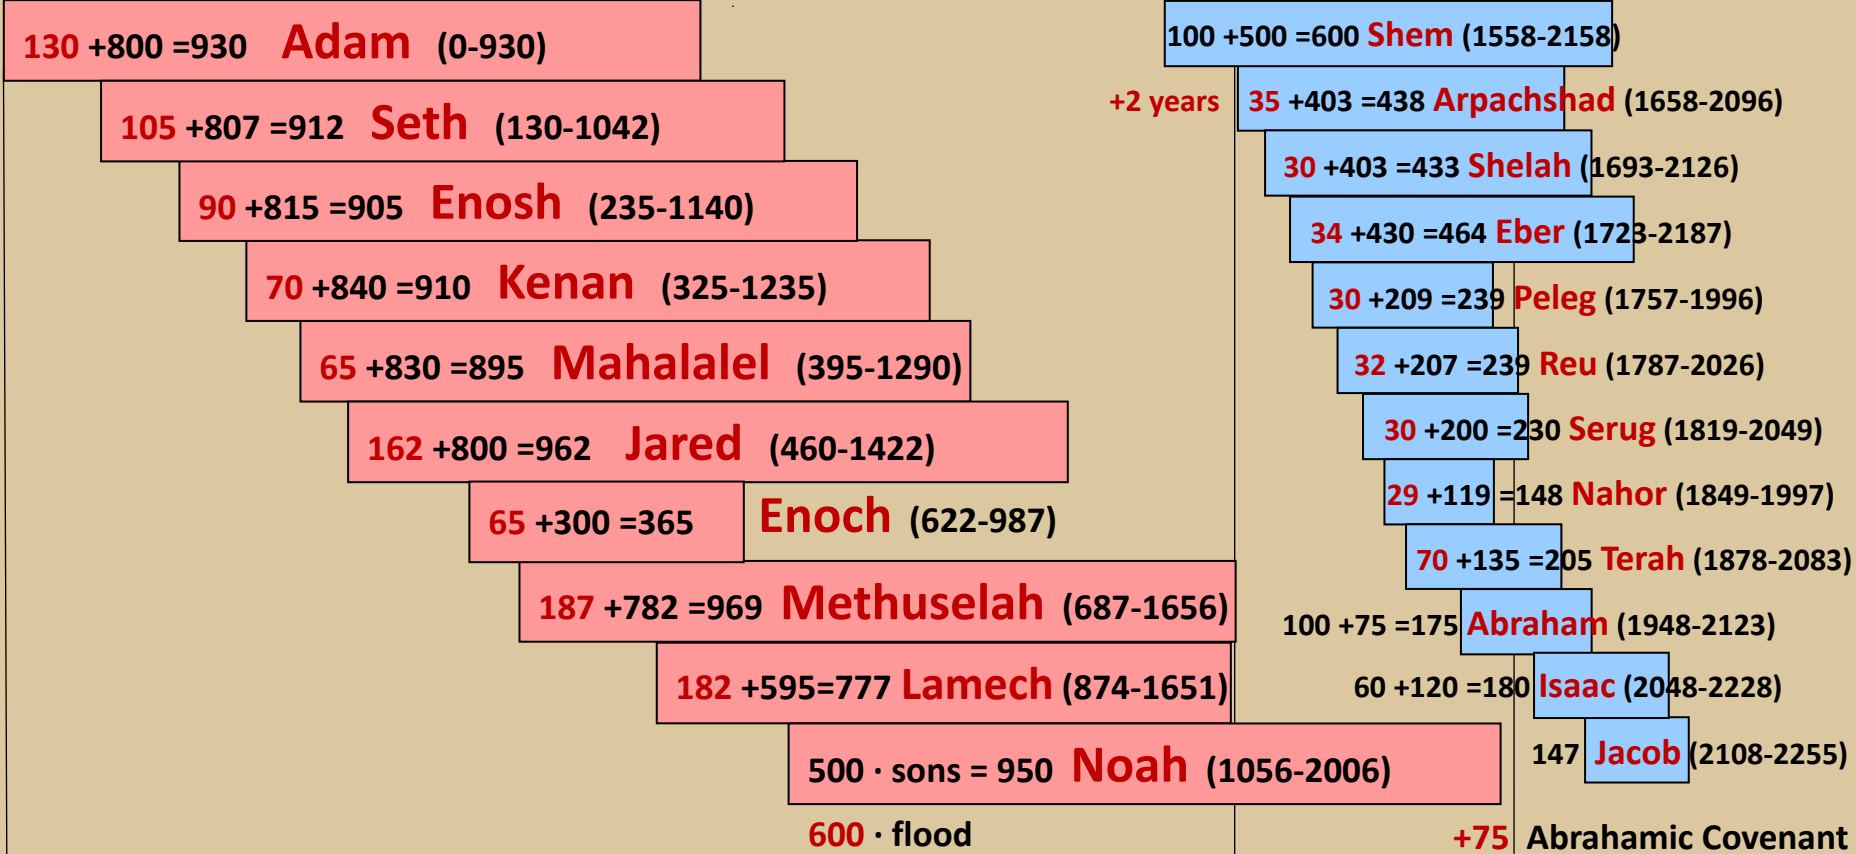 130 +800 =930 Adam (0-930)
105 +807 =912 Seth (130-1042)
90 +815 =905 Enosh (235-1140)
70 +840 =910 Kenan (325-1235)
65 +830 =895 Mahalalel (395-1290)
162 +800 =962 Jared (460-1422)
65 +300 =365 Enoch (622-987)
187 +782 =969 Methuselah (687-1656)
182 +595=777 Lamech (874-1651)
500 · sons = 950 Noah (1056-2006)
600 · flood
100 +500 =600 Shem (1558-2158)
+2 years 35 +403 =438 Arpachshad (1658-2096)
30 +403 =433 Shelah (1693-2126)
34 +430 =464 Eber (1723-2187)
30 +209 =239 Peleg (1757-1996)
32 +207 =239 Reu (1787-2026)
30 +200 =230 Serug (1819-2049)
29 +119 =148 Nahor (1849-1997)
70 +135 =205 Terah (1878-2083)
100 +75 =175 Abraham (1948-2123)
60 +120 =180 Isaac (2048-2228)
147 Jacob (2108-2255)
+75 Abrahamic Covenant